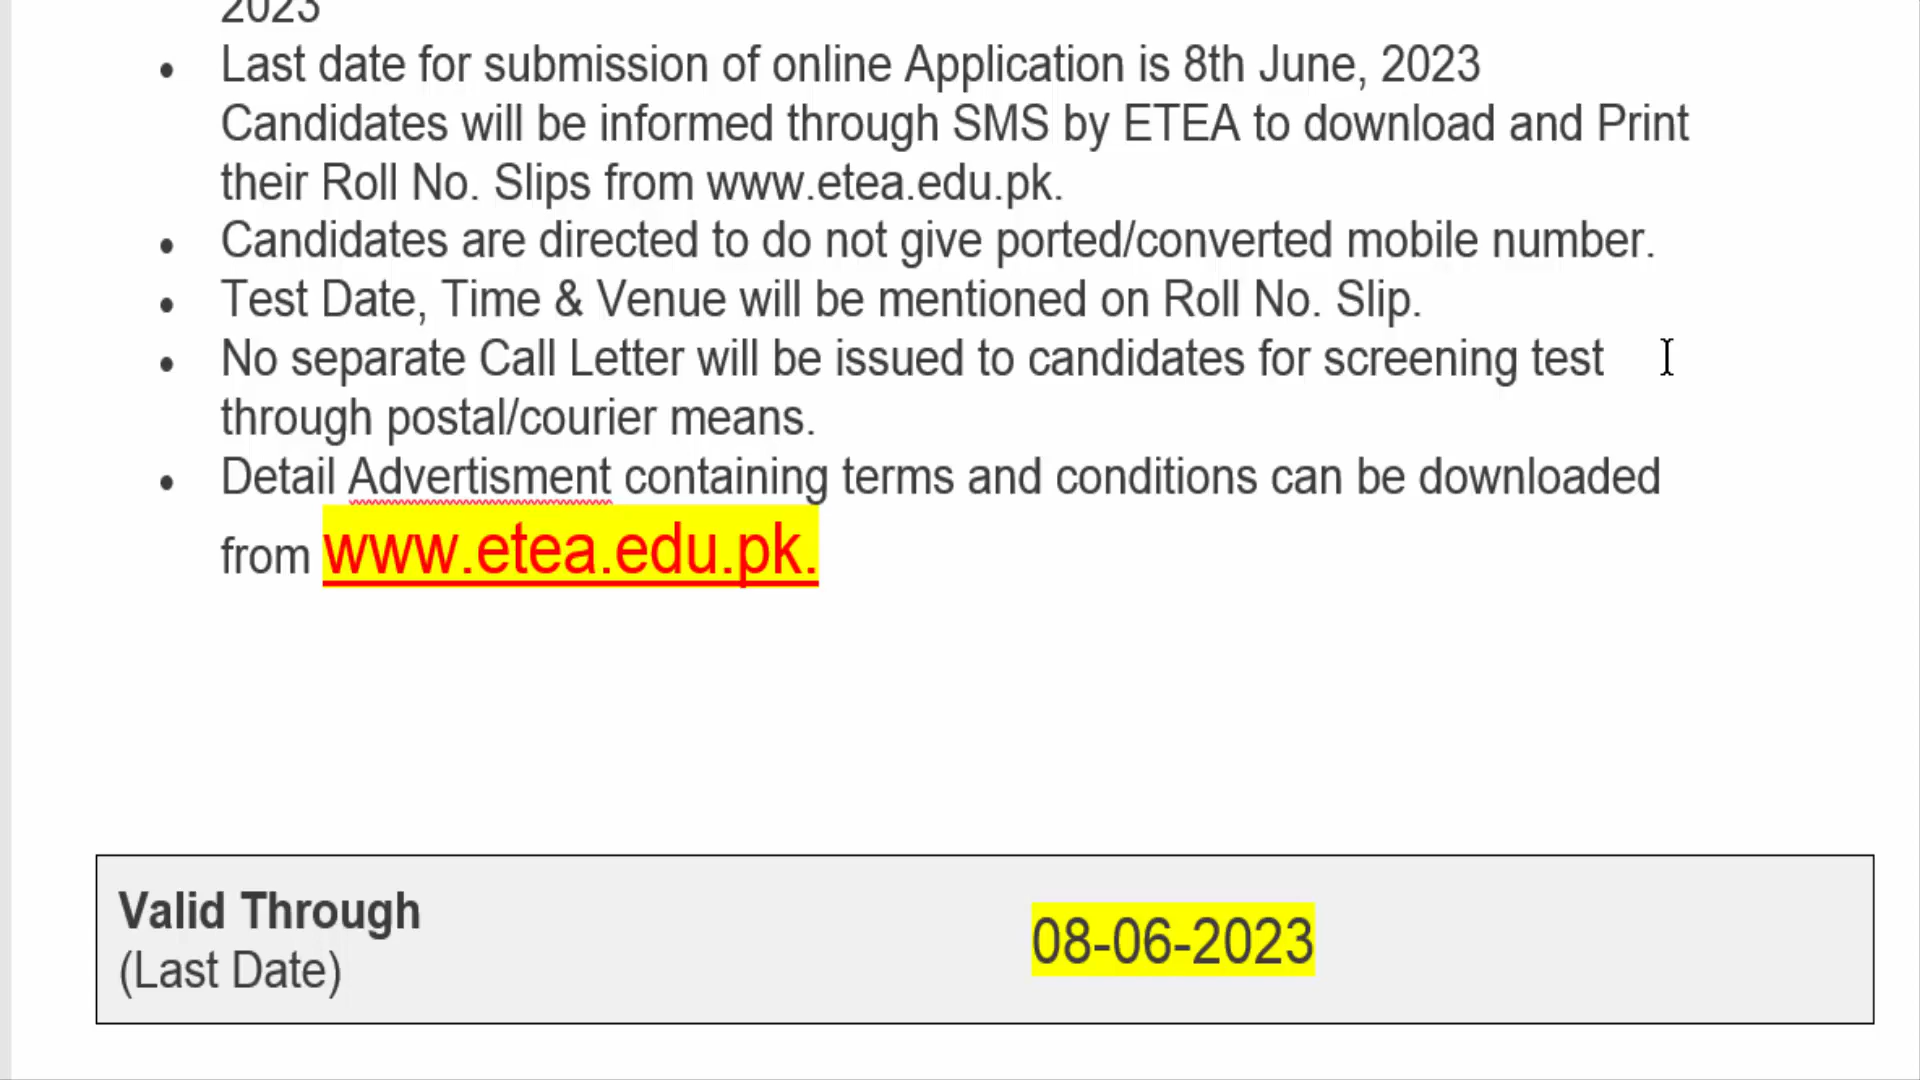 2023
• Last date for submission of online Application is 8th June, 2023
Candidates will be informed through SMS by ETEA to download and Print
their Roll No. Slips from www.etea.edu.pk.
• Candidates are directed to do not give ported/converted mobile number.
• Test Date, Time & Venue will be mentioned on Roll No. Slip.
• No separate Call Letter will be issued to candidates for screening test
through postal/courier means.
• Detail Advertisment containing terms and conditions can be downloaded
from www.etea.edu.pk.
Valid Through
(Last Date)
08-06-2023